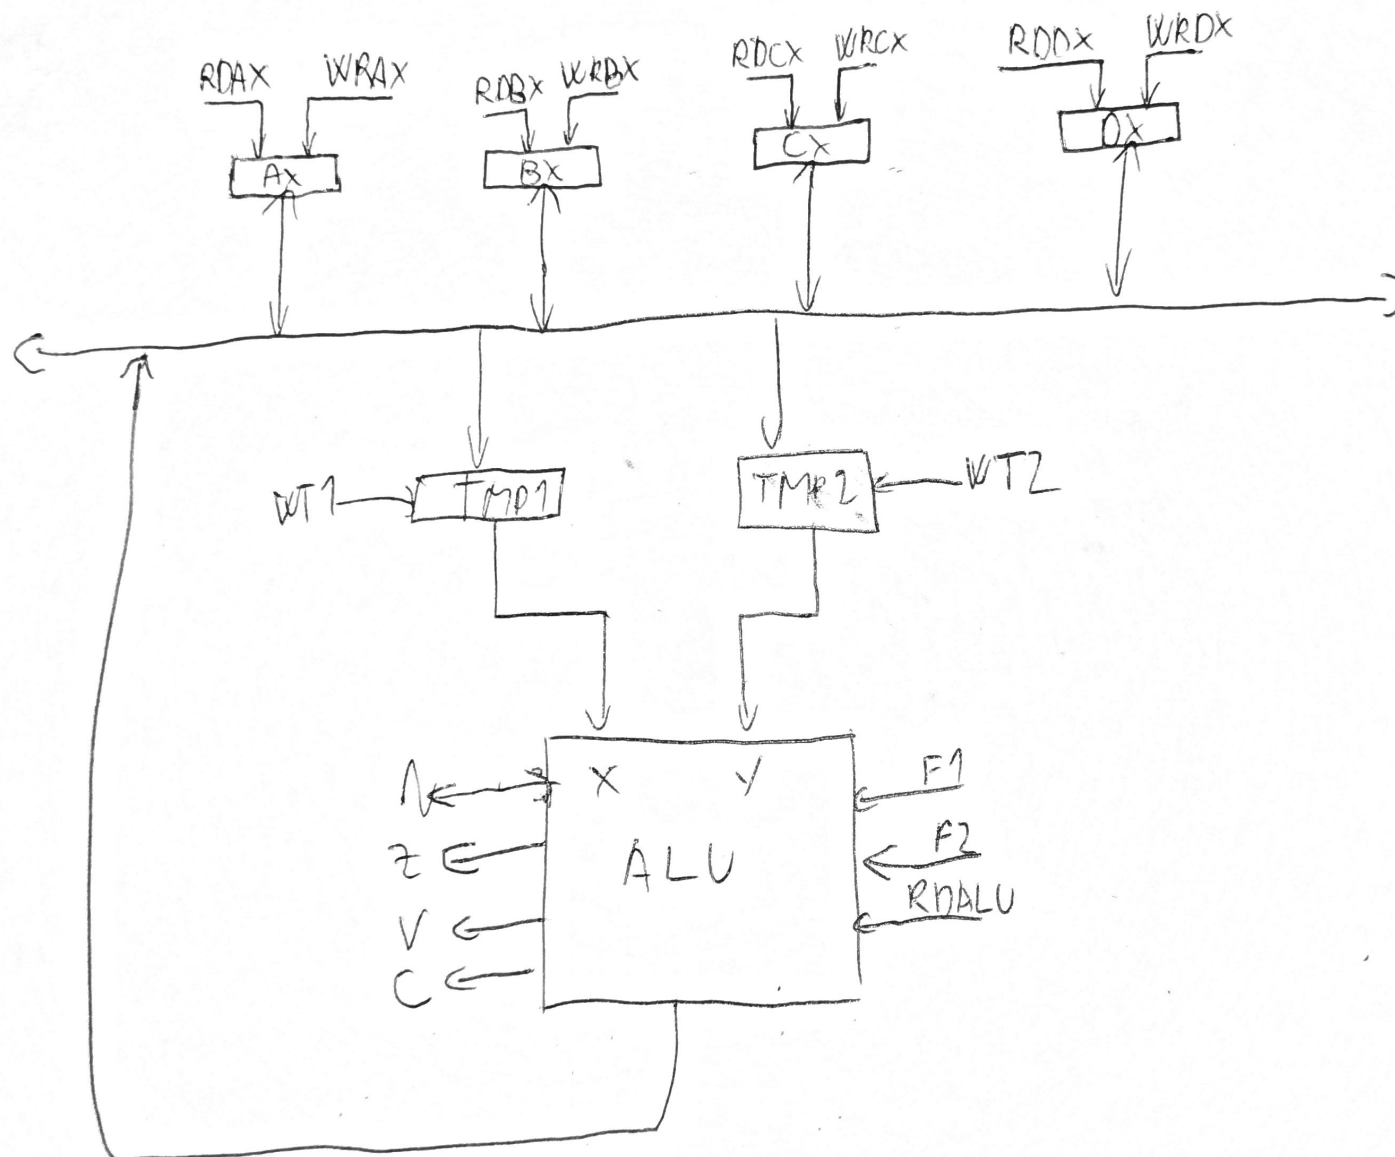 RDAX WRAX RDBX WRBX RDCX WRCX RDDX WRDX
AX BX CX DX
WT1 TMP1 TMP2 WT2
N X Y F1
Z ALU F2
V RDALU
C